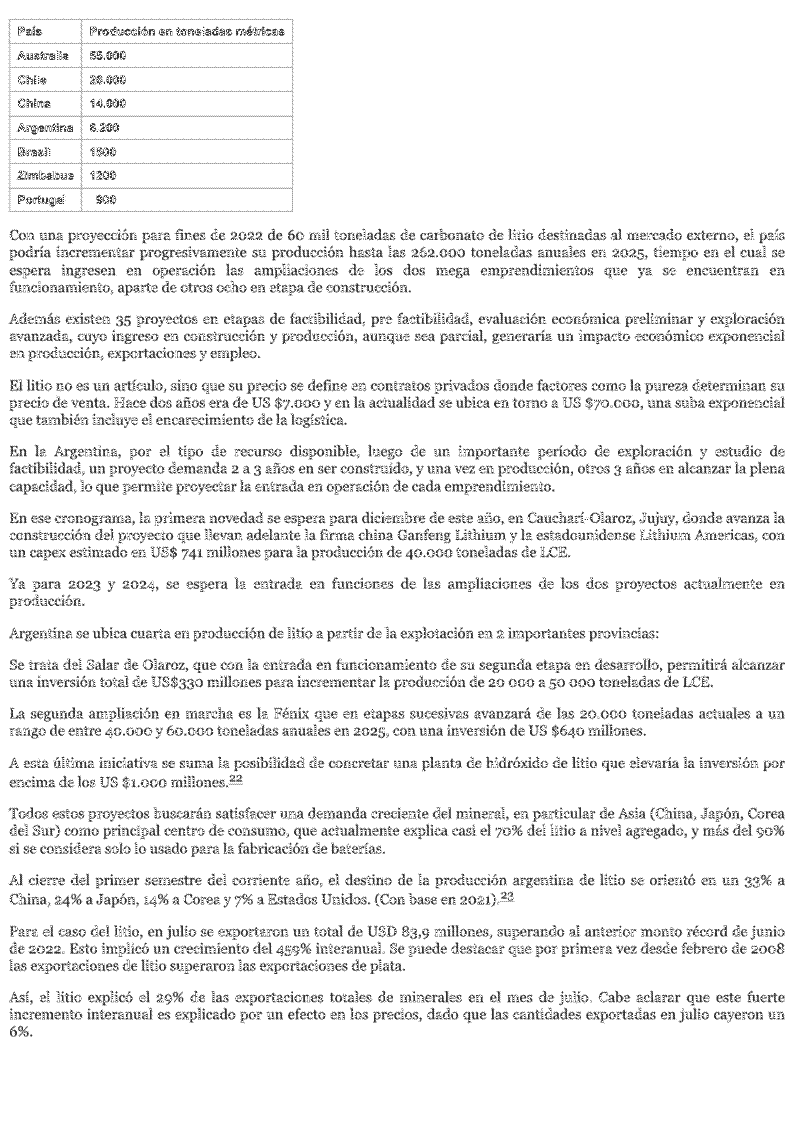 País Producción en toneladas métricas
Australia 55.000
Chile 26.000
China 14.000
Argentina 6.200
Brasil 1500
Zimbabue 1200
Portugal 900
Con una proyección para fines de 2022 de 60 mil toneladas de carbonato de litio destinadas al mercado externo, el país
podría incrementar progresivamente su producción hasta las 262.000 toneladas anuales en 2025, tiempo en el cual se
espera ingresen en operación las ampliaciones de los dos mega emprendimientos que ya se encuentran en
funcionamiento, aparte de otros ocho en etapa de construcción.
Además existen 35 proyectos en etapas de factibilidad, pre factibilidad, evaluación económica preliminar y exploración
avanzada, cuyo ingreso en construcción y producción, aunque sea parcial, generaría un impacto económico exponencial
en producción, exportaciones y empleo.
El litio no es un artículo, sino que su precio se define en contratos privados donde factores como la pureza determinan su
precio de venta. Hace dos años era de US $7.000 y en la actualidad se ubica en torno a US $70.000, una suba exponencial
que también incluye el encarecimiento de la logística.
En la Argentina, por el tipo de recurso disponible, luego de un importante período de exploración y estudio de
factibilidad, un proyecto demanda 2 a 3 años en ser construído, y una vez en producción, otros 3 años en alcanzar la plena
capacidad, lo que permite proyectar la entrada en operación de cada emprendimiento.
En ese cronograma, la primera novedad se espera para diciembre de este año, en Cauchari-Olaroz, Jujuy, donde avanza la
construcción del proyecto que llevan adelante la firma china Ganfeng Lithium y la estadounidense Lithium Americas, con
un capex estimado en US$ 741 millones para la producción de 40.000 toneladas de LCE.
Ya para 2023 y 2024, se espera la entrada en funciones de las ampliaciones de los dos proyectos actualmente en
producción.
Argentina se ubica cuarta en producción de litio a partir de la explotación en 2 importantes provincias:
Se trata del Salar de Olaroz, que con la entrada en funcionamiento de su segunda etapa en desarrollo, permitirá alcanzar
una inversión total de US$330 millones para incrementar la producción de 20 000 a 50 000 toneladas de LCE.
La segunda ampliación en marcha es la Fénix que en etapas sucesivas avanzará de las 20.000 toneladas actuales a un
rango de entre 40.000 y 60.000 toneladas anuales en 2025, con una inversión de US $640 millones.
A esta última iniciativa se suma la posibilidad de concretar una planta de hidróxido de litio que elevaría la inversión por
encima de los US $1.000 millones.22
Todos estos proyectos buscarán satisfacer una demanda creciente del mineral, en particular de Asia (China, Japón, Corea
del Sur) como principal centro de consumo, que actualmente explica casi el 70% del litio a nivel agregado, y más del 90%
si se considera solo lo usado para la fabricación de baterías.
Al cierre del primer semestre del corriente año, el destino de la producción argentina de litio se orientó en un 33% a
China, 24% a Japón, 14% a Corea y 7% a Estados Unidos. (Con base en 2021).23
Para el caso del litio, en julio se exportaron un total de USD 83,9 millones, superando al anterior monto récord de junio
de 2022. Esto implicó un crecimiento del 459% interanual. Se puede destacar que por primera vez desde febrero de 2008
las exportaciones de litio superaron las exportaciones de plata.
Así, el litio explicó el 29% de las exportaciones totales de minerales en el mes de julio. Cabe aclarar que este fuerte
incremento interanual es explicado por un efecto en los precios, dado que las cantidades exportadas en julio cayeron un
6%.